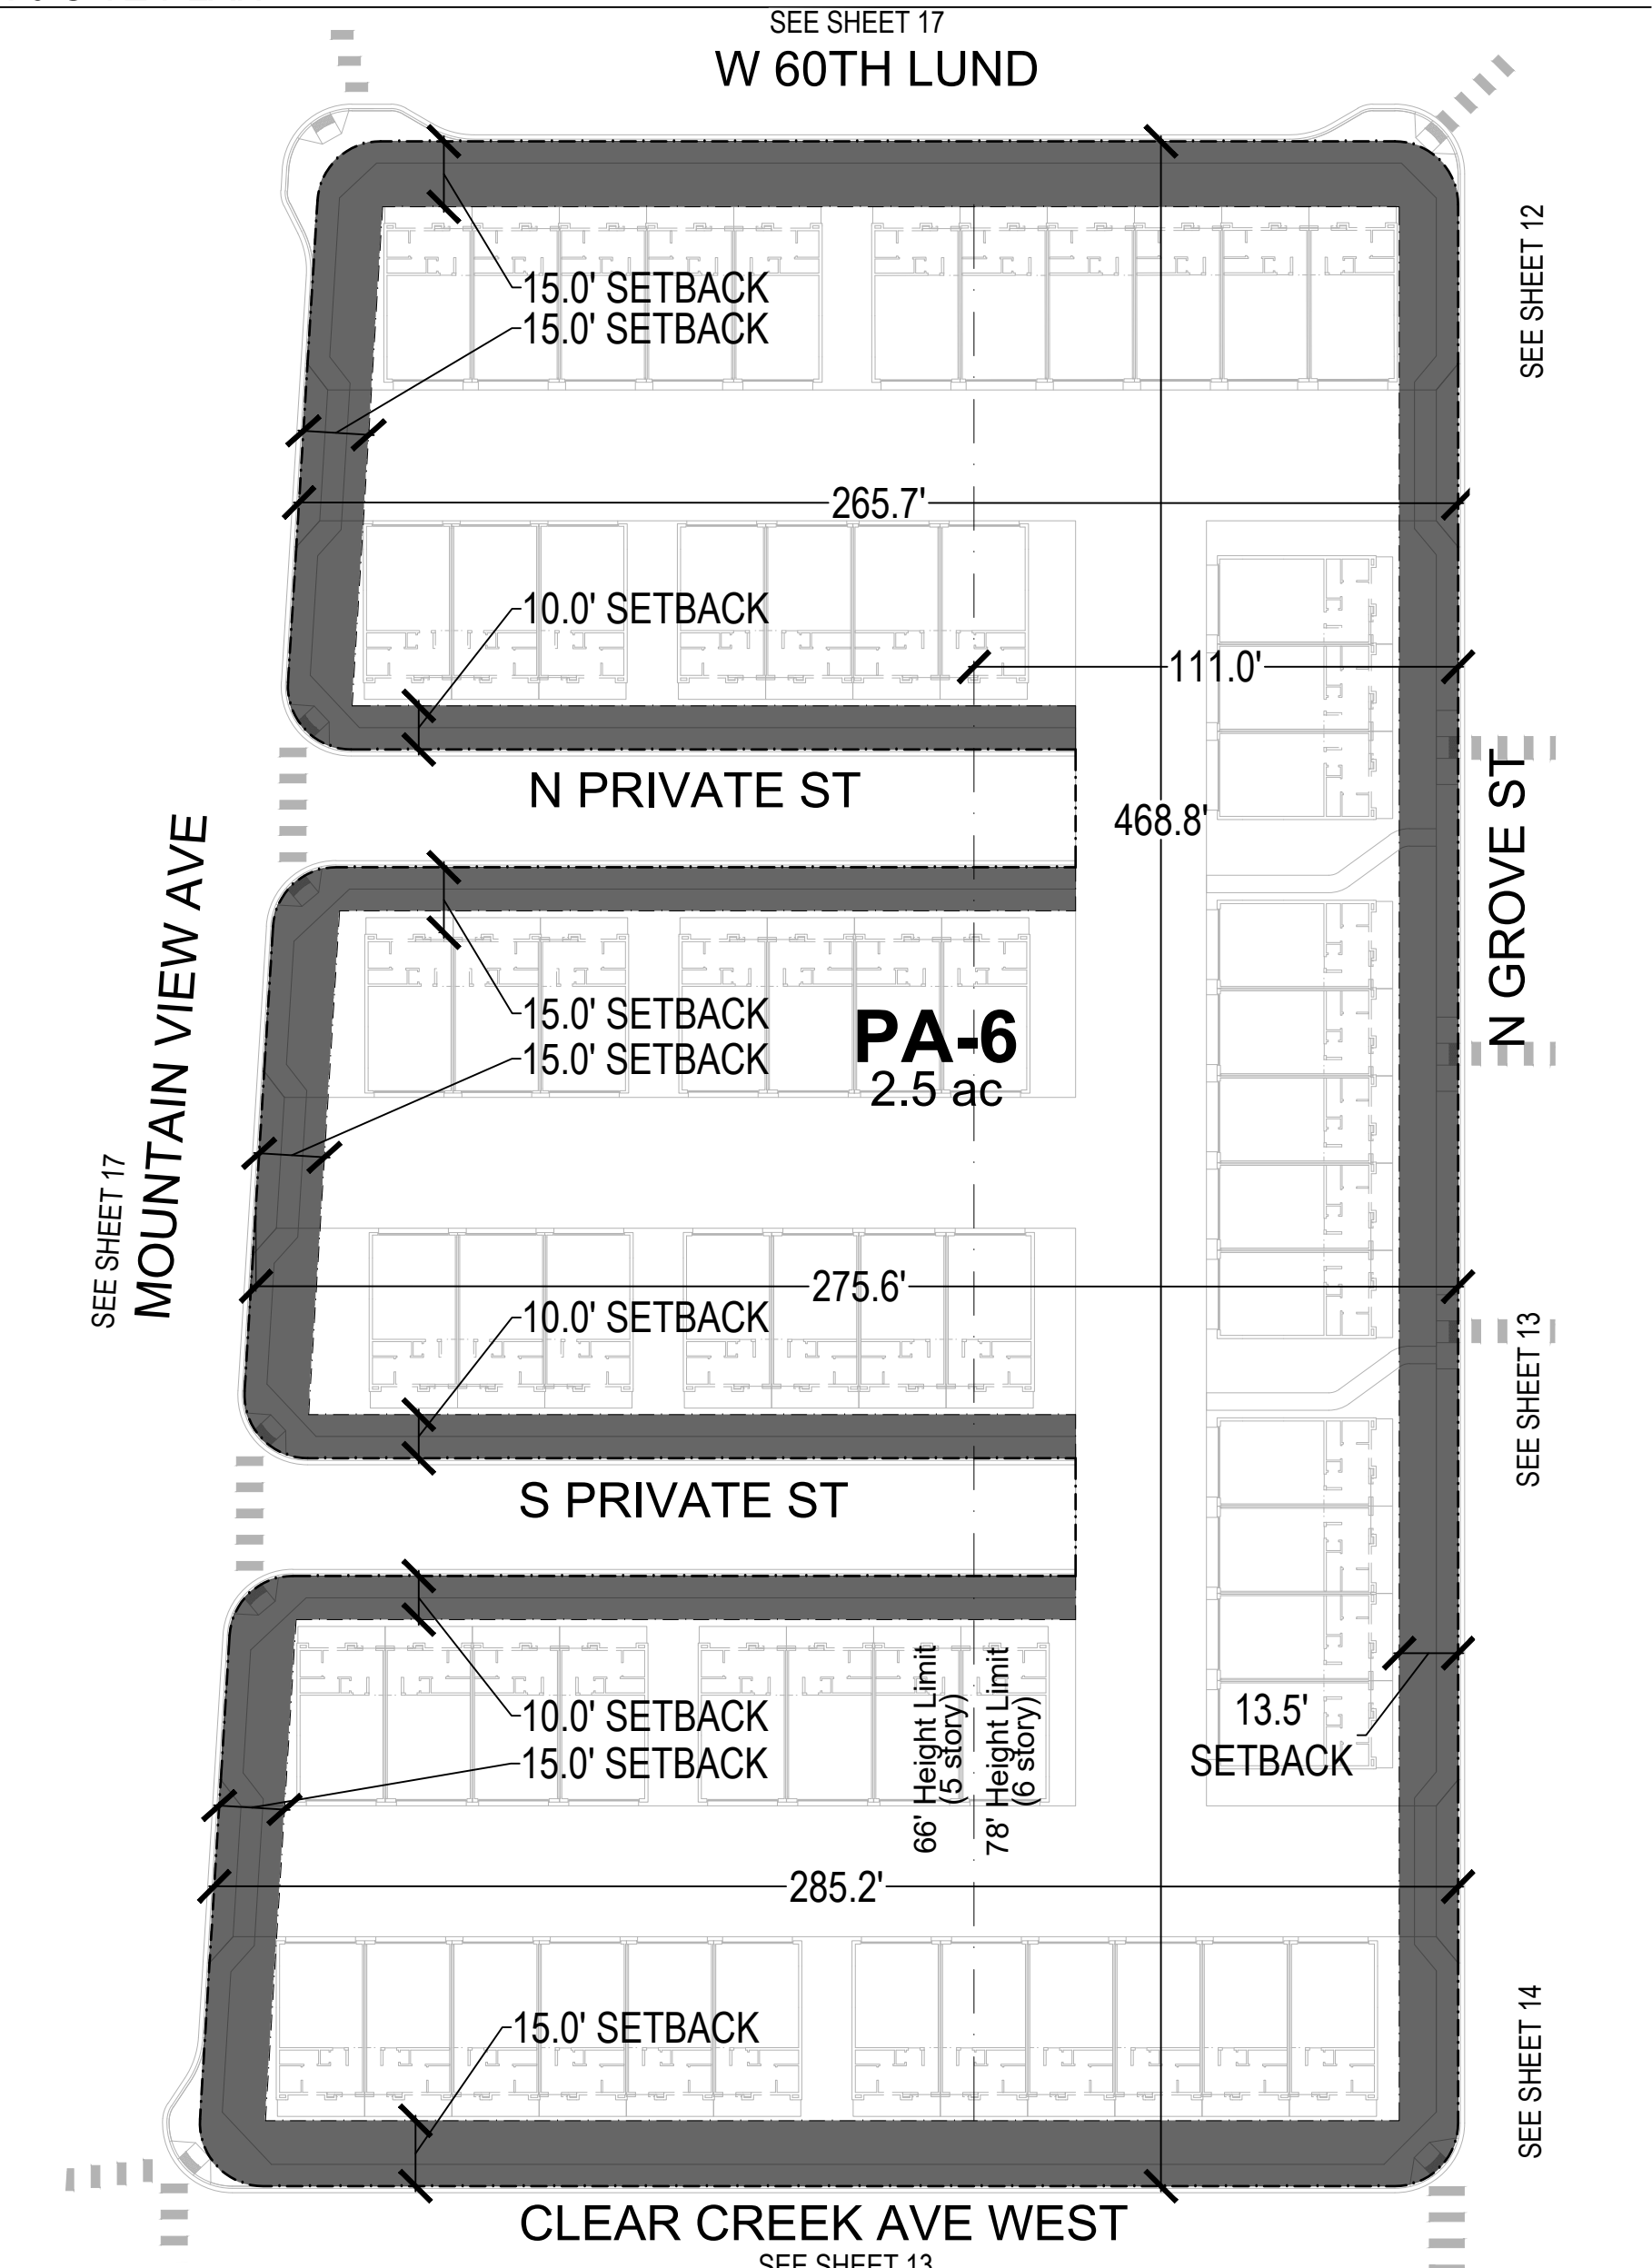 SEE SHEET 17
W 60TH LUND
SEE SHEET 12
15.0' SETBACK
15.0' SETBACK
265.7'
10.0' SETBACK
111.0'
N PRIVATE ST
468.8'
N GROVE ST
MOUNTAIN VIEW AVE
SEE SHEET 17
15.0' SETBACK
15.0' SETBACK
PA-6
2.5 ac
275.6'
10.0' SETBACK
SEE SHEET 13
S PRIVATE ST
10.0' SETBACK
15.0' SETBACK
66' Height Limit
(5 story)
78' Height Limit
(6 story)
13.5'
SETBACK
285.2'
15.0' SETBACK
SEE SHEET 14
CLEAR CREEK AVE WEST
SEE SHEET 13